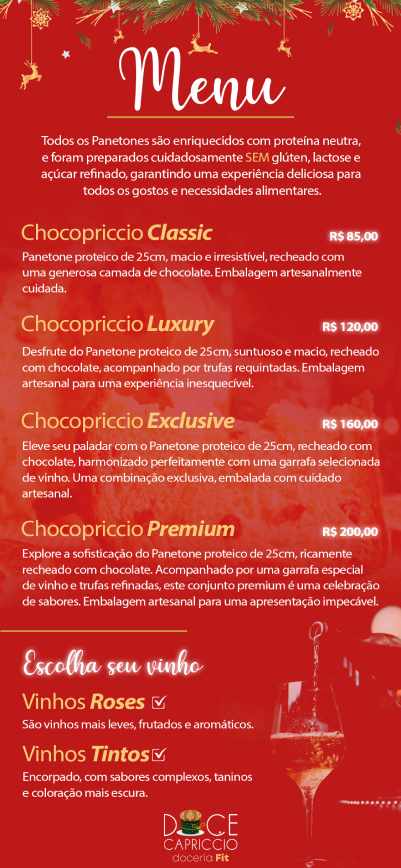 Menu
Todos os Panetones são enriquecidos com proteína neutra,
e foram preparados cuidadosamente SEM glúten, lactose e
açúcar refinado, garantindo uma experiência deliciosa para
todos os gostos e necessidades alimentares.
Chocopriccio Classic R$ 85,00
Panetone proteico de 25cm, macio e irresistível, recheado com
uma generosa camada de chocolate. Embalagem artesanalmente
cuidada.
Chocopriccio Luxury R$ 120,00
Desfrute do Panetone proteico de 25cm, suntuoso e macio, recheado
com chocolate, acompanhado por trufas requintadas. Embalagem
artesanal para uma experiência inesquecível.
Chocopriccio Exclusive R$ 160,00
Eleve seu paladar com o Panetone proteico de 25cm, recheado com
chocolate, harmonizado perfeitamente com uma garrafa selecionada
de vinho. Uma combinação exclusiva, embalada com cuidado
artesanal.
Chocopriccio Premium R$ 200,00
Explore a sofisticação do Panetone proteico de 25cm, ricamente
recheado com chocolate. Acompanhado por uma garrafa especial
de vinho e trufas refinadas, este conjunto premium é uma celebração
de sabores. Embalagem artesanal para uma apresentação impecável.
Escolha seu vinho
Vinhos Roses
São vinhos mais leves, frutados e aromáticos.
Vinhos Tintos
Encorpado, com sabores complexos, taninos
e coloração mais escura.
DOCE
CAPRICCIO
doceria Fit